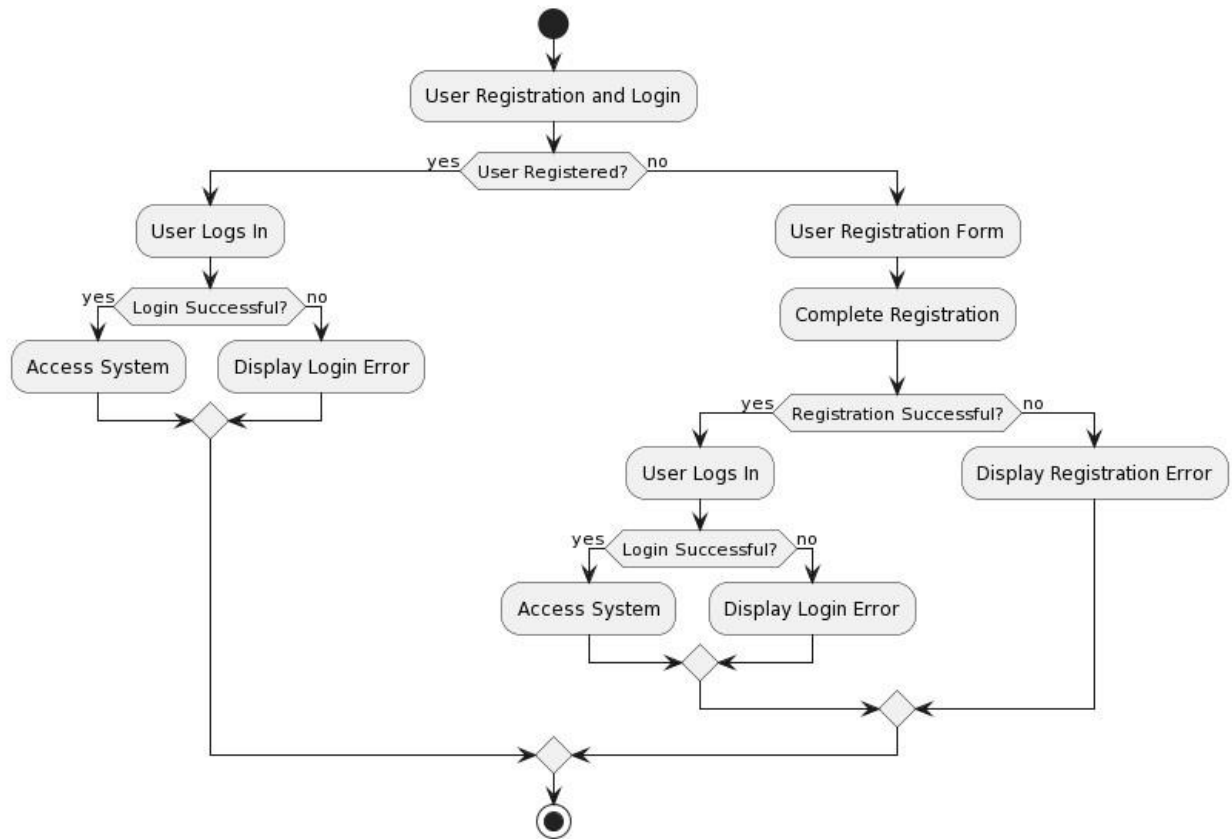 User Registration and Login
yes
User Registered?
no
User Logs In
User Registration Form
yes
Login Successful?
no
Complete Registration
Access System
Display Login Error
yes
Registration Successful?
no
User Logs In
Display Registration Error
yes
Login Successful?
no
Access System
Display Login Error